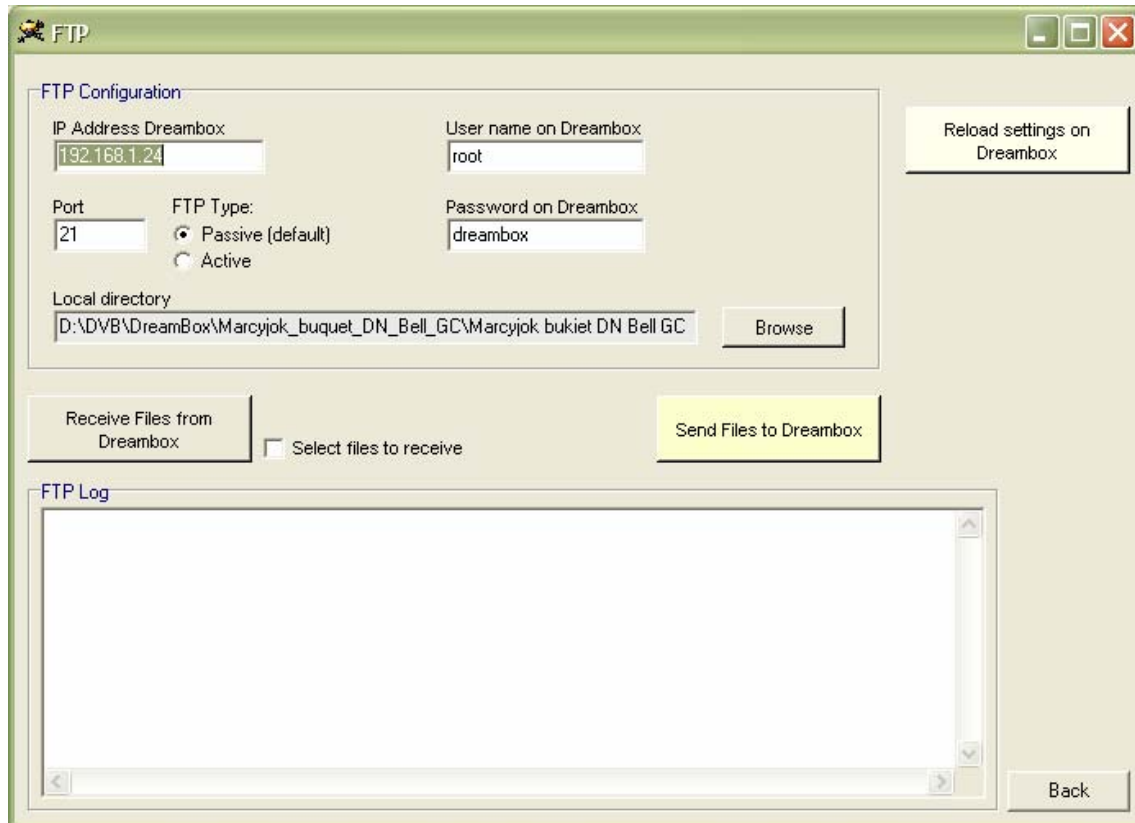 FTP
FTP Configuration
IP Address Dreambox
192.168.1.24
User name on Dreambox
root
Reload settings on
Dreambox
Port
21
FTP Type:
Passive (default)
Active
Password on Dreambox
dreambox
Local directory
D:\DVB\DreamBox\Marcyjok_buquet_DN_Bell_GC\Marcyjok bukiet DN Bell GC
Browse
Receive Files from
Dreambox
Select files to receive
Send Files to Dreambox
FTP Log
Back